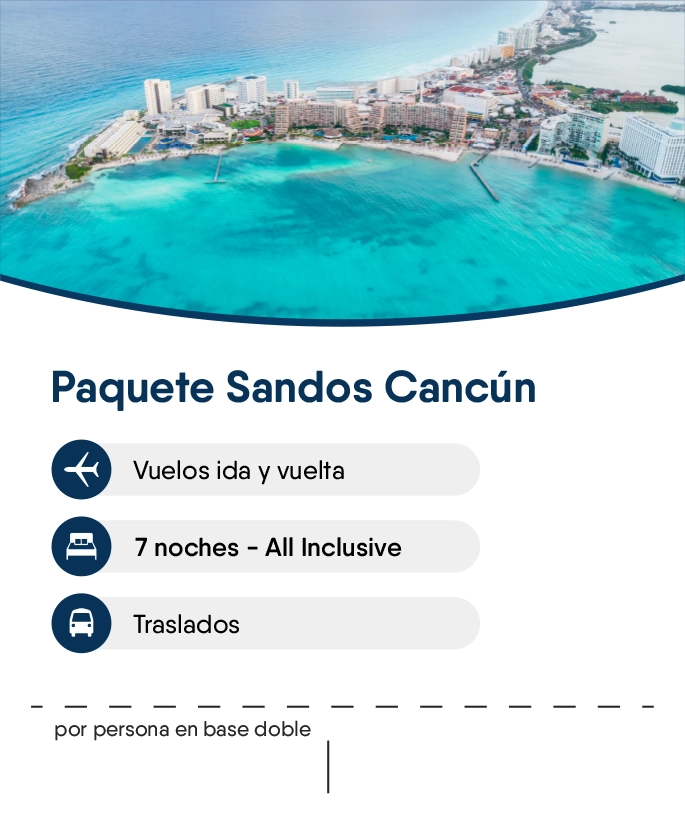 Paquete Sandos Cancún
Vuelos ida y vuelta
7 noches - All Inclusive
Traslados
por persona en base doble